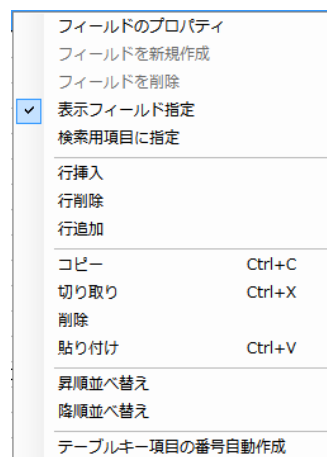 フィールドのプロパティ
フィールドを新規作成
フィールドを削除
表示フィールド指定
検索用項目に指定
行挿入
行削除
行追加
コピー Ctrl+C
切り取り Ctrl+X
削除
貼り付け Ctrl+V
昇順並べ替え
降順並べ替え
テーブルキー項目の番号自動作成